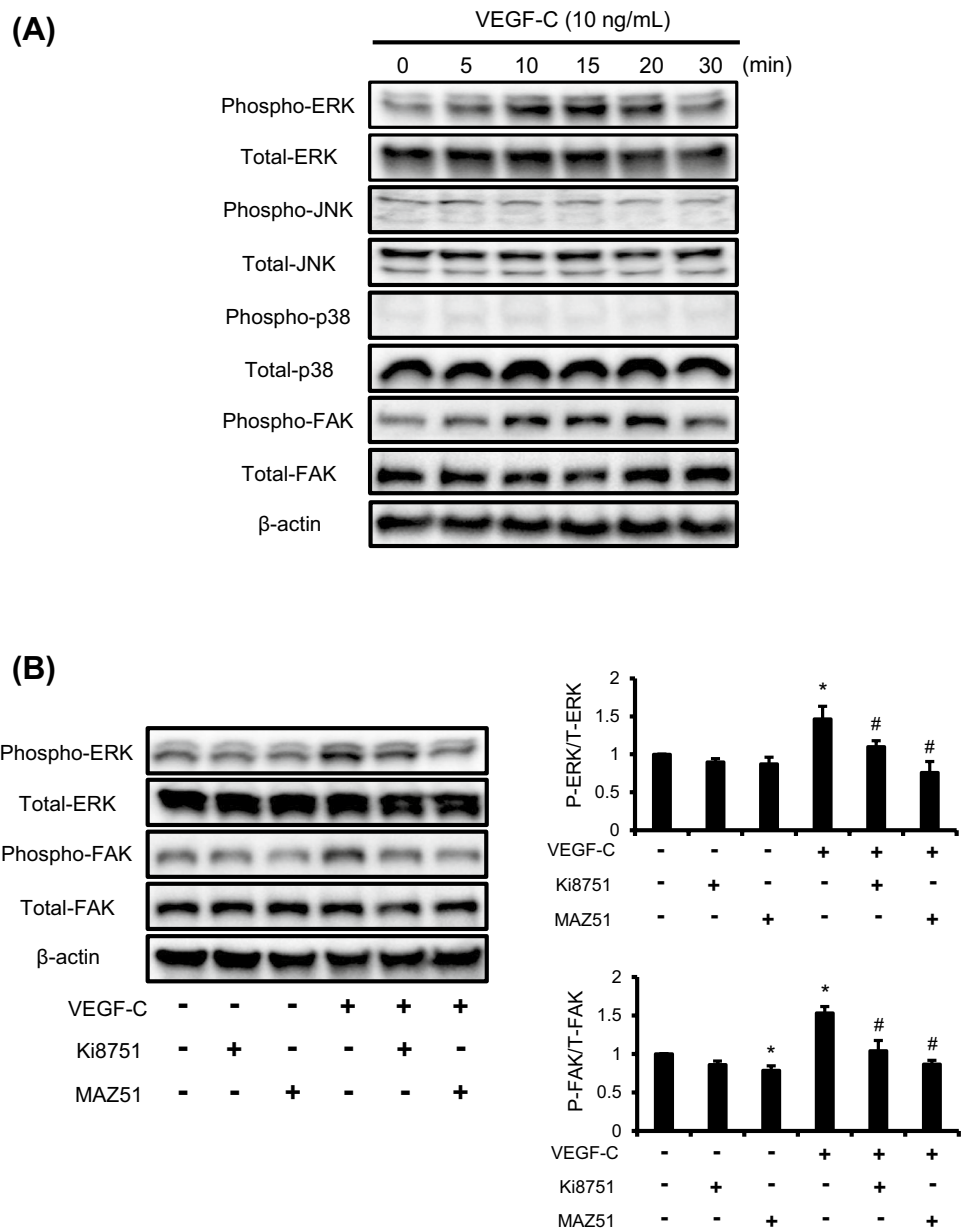 (A)
VEGF-C (10 ng/mL)
0 5 10 15 20 30 (min)
Phospho-ERK
Total-ERK
Phospho-JNK
Total-JNK
Phospho-p38
Total-p38
Phospho-FAK
Total-FAK
β-actin
(B)
Phospho-ERK
Total-ERK
Phospho-FAK
Total-FAK
β-actin
VEGF-C - - - + + +
Ki8751 - + - - + -
MAZ51 - - + - - +
P-ERK/T-ERK
2
1.5
1
0.5
0
*
#
#
VEGF-C - - - + + +
Ki8751 - + - - + -
MAZ51 - - + - - +
P-FAK/T-FAK
2
1.5
1
0.5
0
*
*
#
#
VEGF-C - - - + + +
Ki8751 - + - - + -
MAZ51 - - + - - +